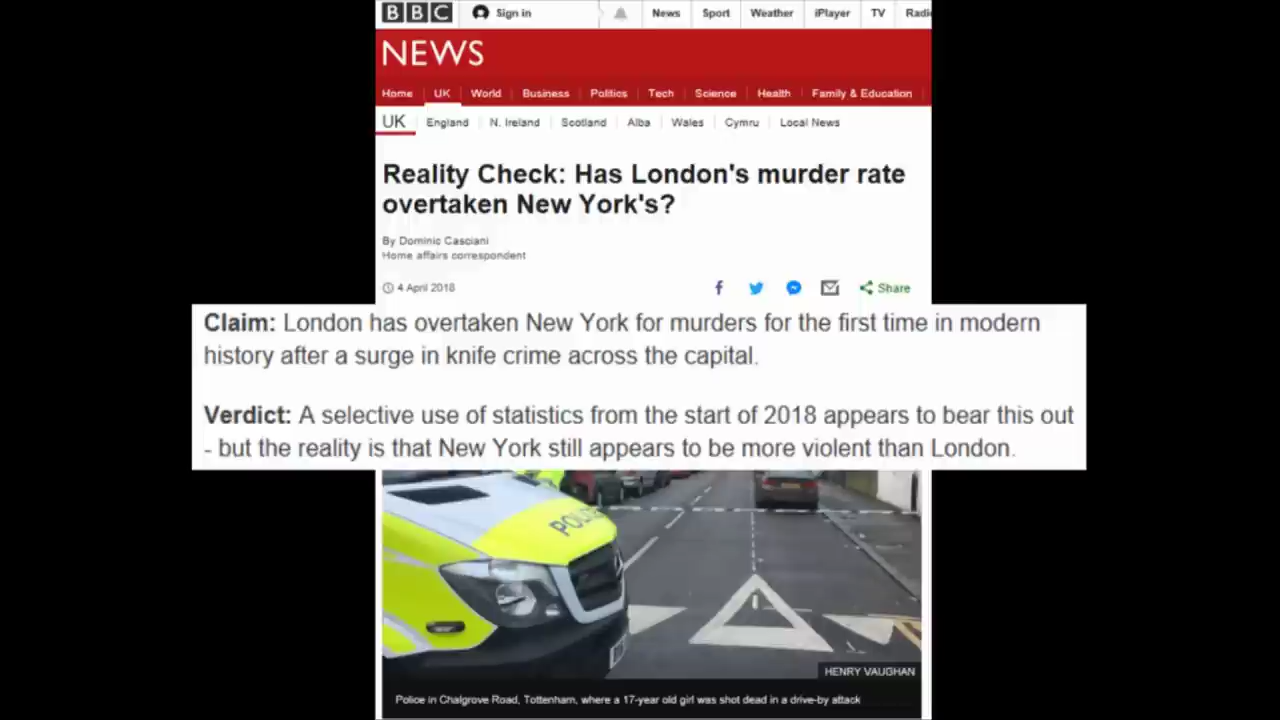 BBC Sign in News Sport Weather iPlayer TV Radi
NEWS
Home UK World Business Politics Tech Science Health Family & Education
UK England N. Ireland Scotland Alba Wales Cymru Local News
Reality Check: Has London's murder rate
overtaken New York's?
By Dominic Casciani
Home affairs correspondent
4 April 2018 Share
Claim: London has overtaken New York for murders for the first time in modern
history after a surge in knife crime across the capital.
Verdict: A selective use of statistics from the start of 2018 appears to bear this out
- but the reality is that New York still appears to be more violent than London.
POLICE
HENRY VAUGHAN
Police in Chalgrove Road, Tottenham, where a 17-year old girl was shot dead in a drive-by attack